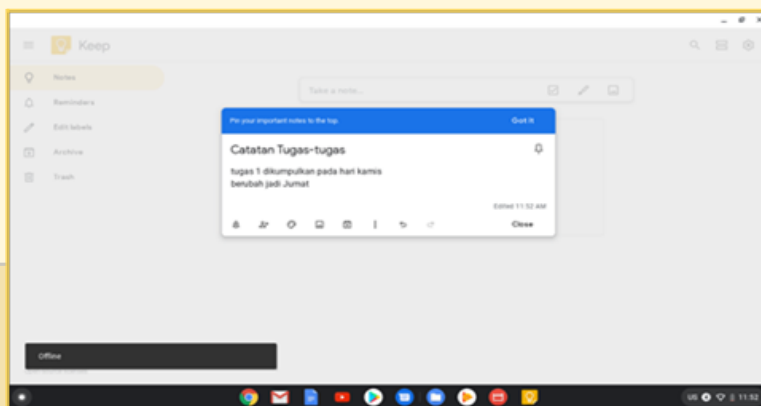 Keep
Notes
Take a note...
Reminders
Edit labels
Archive
Trash
Pin your important notes to the top.
Got it
Catatan Tugas-tugas
tugas 1 dikumpulkan pada hari kamis
berubah jadi Jumat
Edited 11:52 AM
Close
Offline
US
11:52